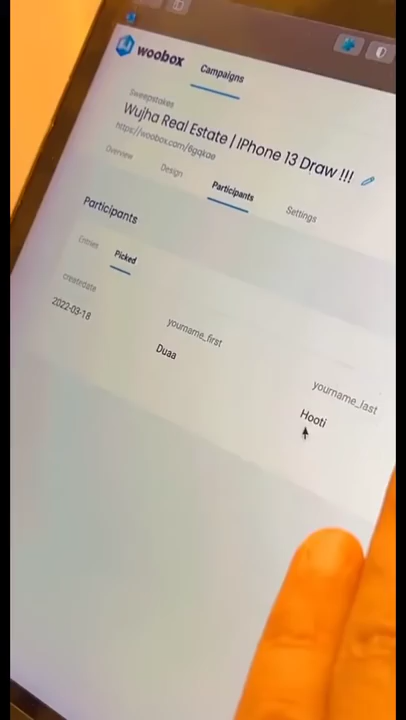 woobox
Campaigns
Sweepstakes
Wujha Real Estate | IPhone 13 Draw !!!
https://woobox.com/6gqkae
Overview
Design
Participants
Settings
Participants
Entries
Picked
createdate
yourname_first
yourname_last
2022-03-18
Duaa
Hooti